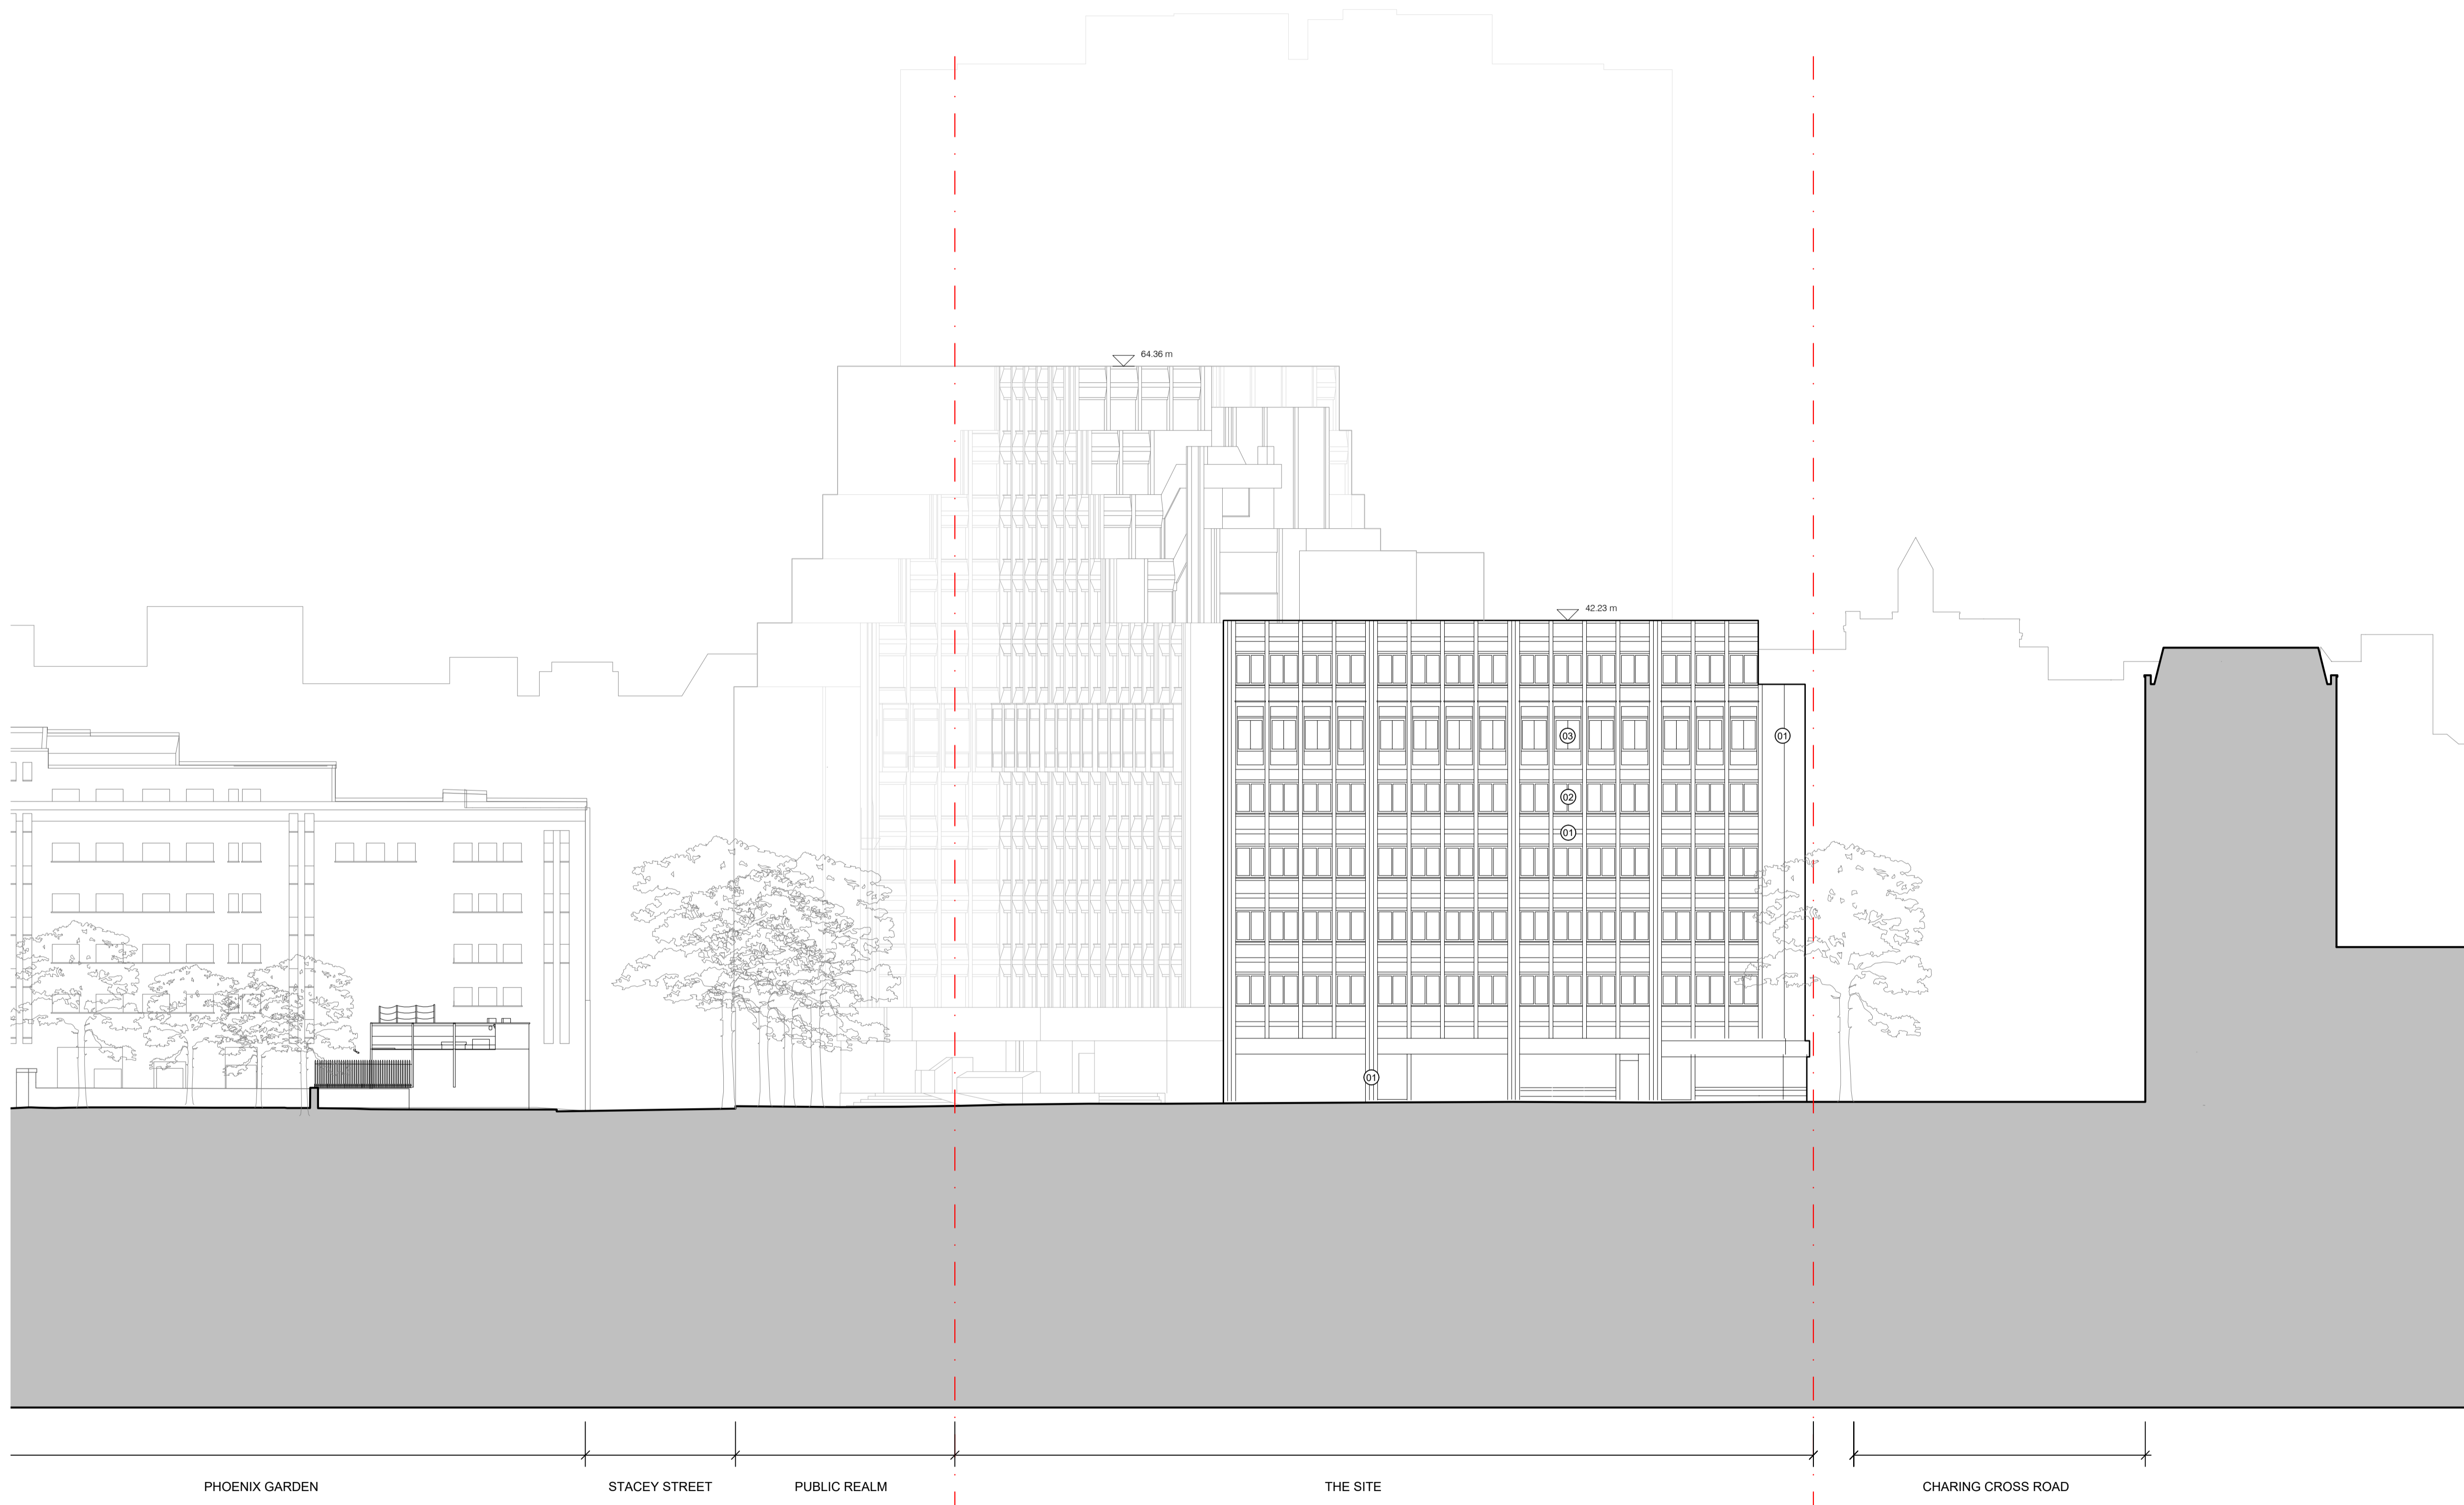 64.36 m
42.23 m
03
01
02
01
01
PHOENIX GARDEN
STACEY STREET
PUBLIC REALM
THE SITE
CHARING CROSS ROAD